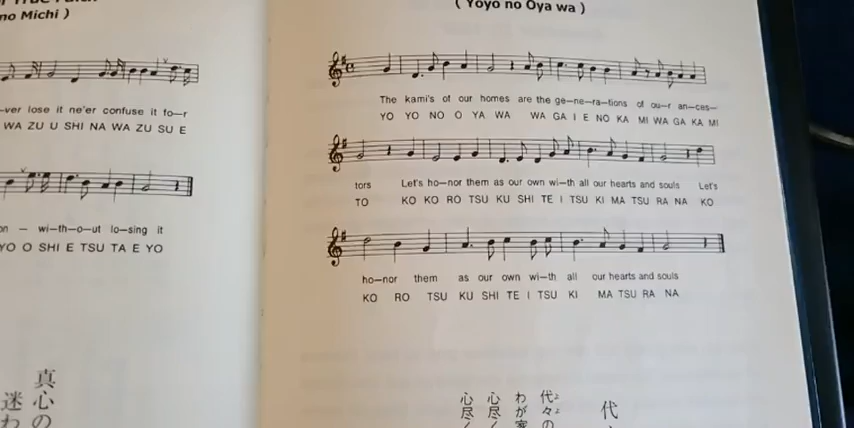 no Michi )
–ver lose it ne'er confuse it fo–r
WA ZU U SHI NA WA ZU SU E
on – wi–th–o–ut lo–sing it
YO O SHI E TSU TA E YO
真心の
迷わ
( Yoyo no Oya wa )
The kami's of our homes are the ge–ne–ra–tions of ou–r an–ces–
YO YO NO O YA WA WA GA I E NO KA MI WA GA KA MI
tors Let's ho–nor them as our own wi–th all our hearts and souls Let's
TO KO KO RO TSU KU SHI TE I TSU KI MA TSU RA NA KO
ho–nor them as our own wi–th all our hearts and souls
KO RO TSU KU SHI TE I TSU KI MA TSU RA NA
代
代々の
わが家
心尽く
心尽く